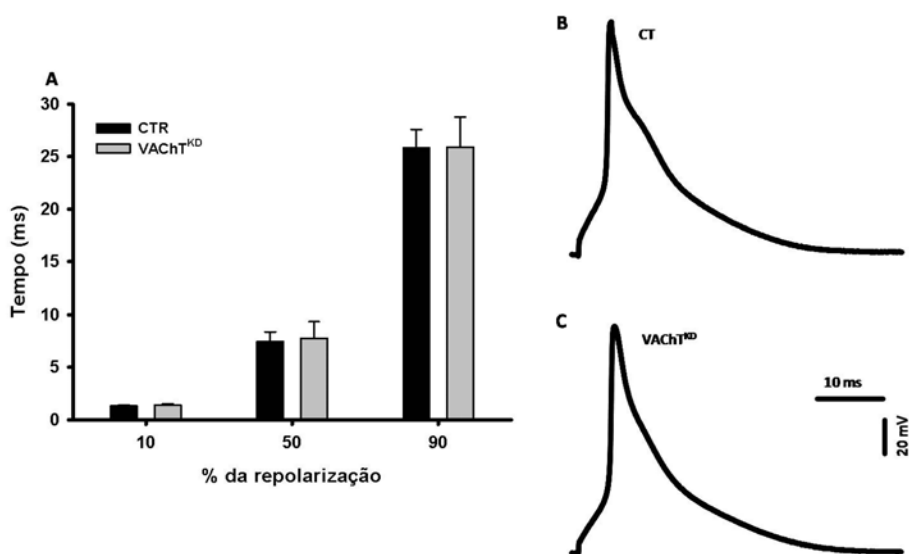 A
30
25
20
15
10
5
0
Tempo (ms)
CTR
VAChT^KD
10
50
90
% da repolarização
B
CT
C
VAChT^KD
10 ms
20 mV